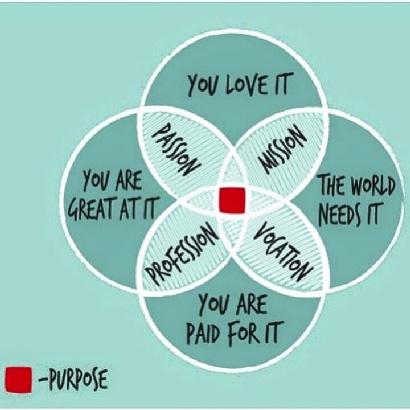 YOU LOVE IT
PASSION
MISSION
YOU ARE
GREAT AT IT
THE WORLD
NEEDS IT
PROFESSION
VOCATION
YOU ARE
PAID FOR IT
-PURPOSE